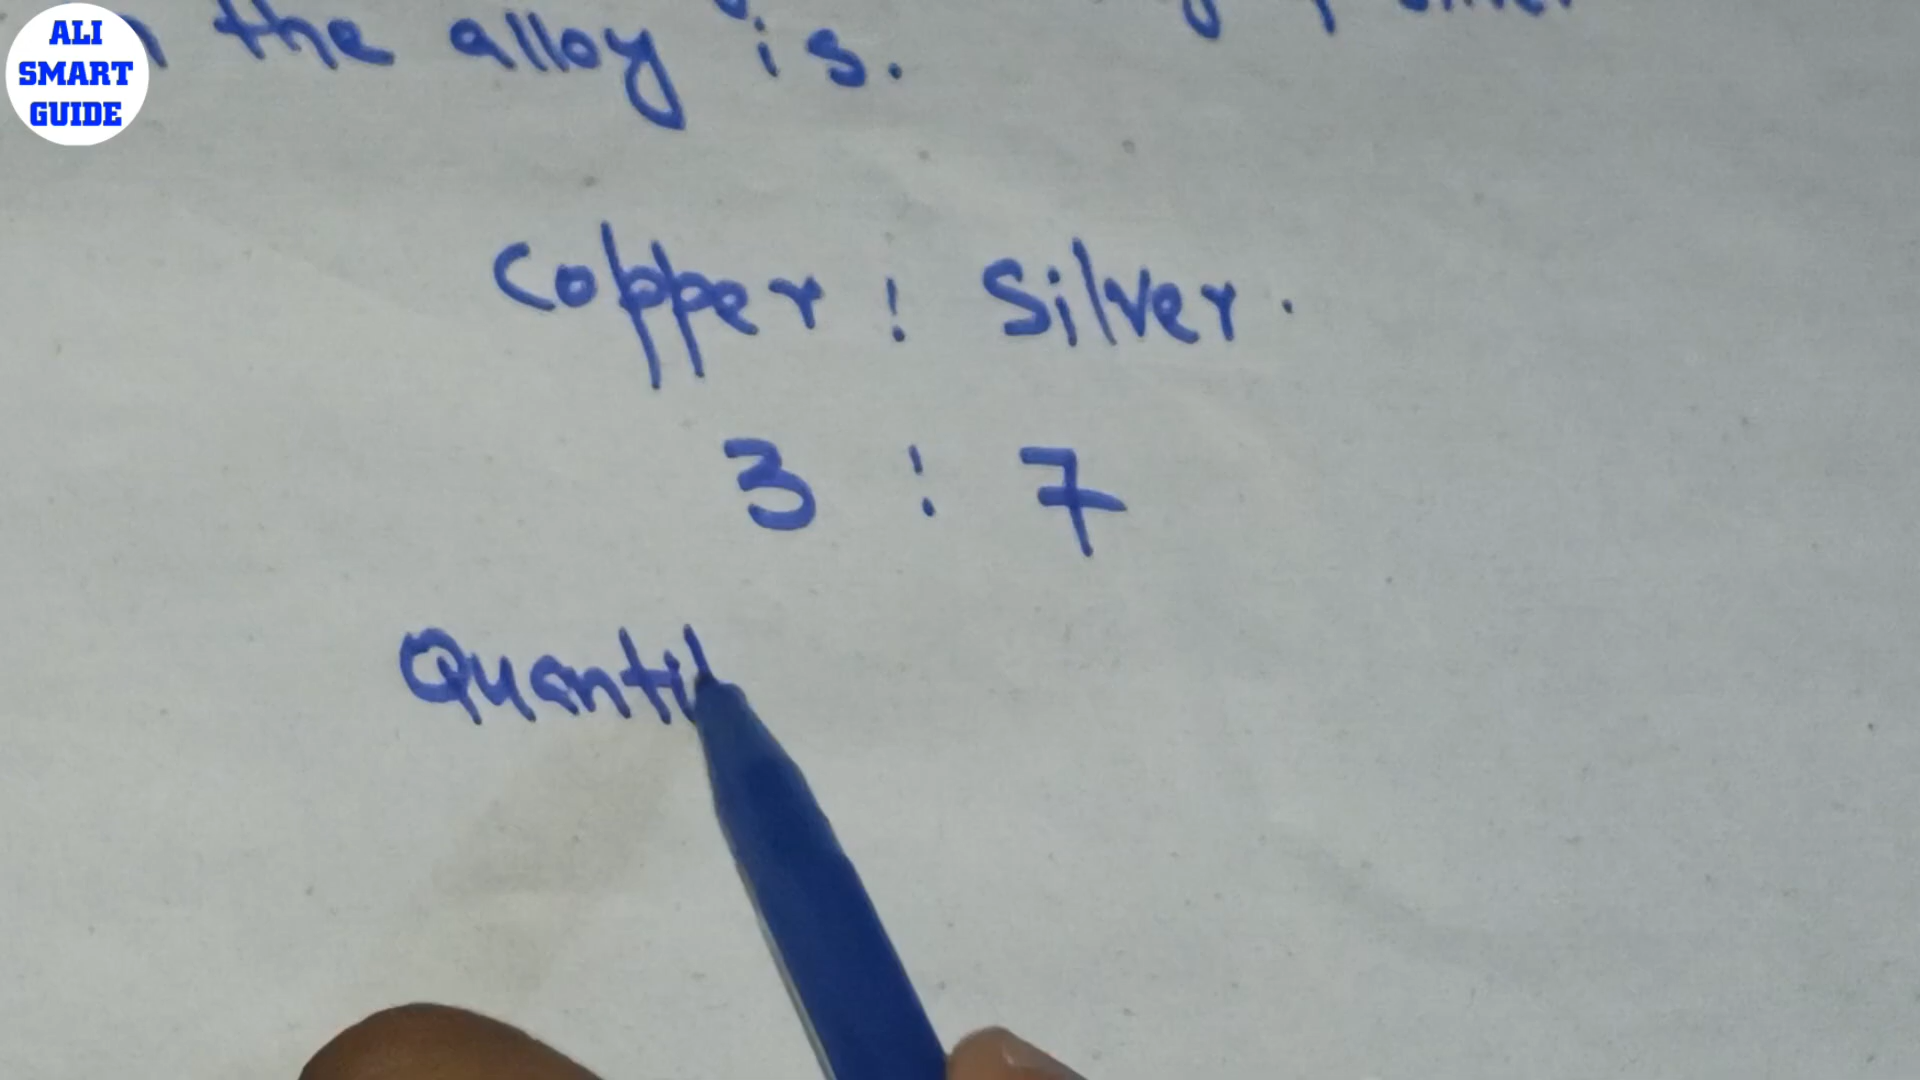 ALI
SMART
GUIDE
the alloy is.
Copper : Silver.
3 : 7
Quanti